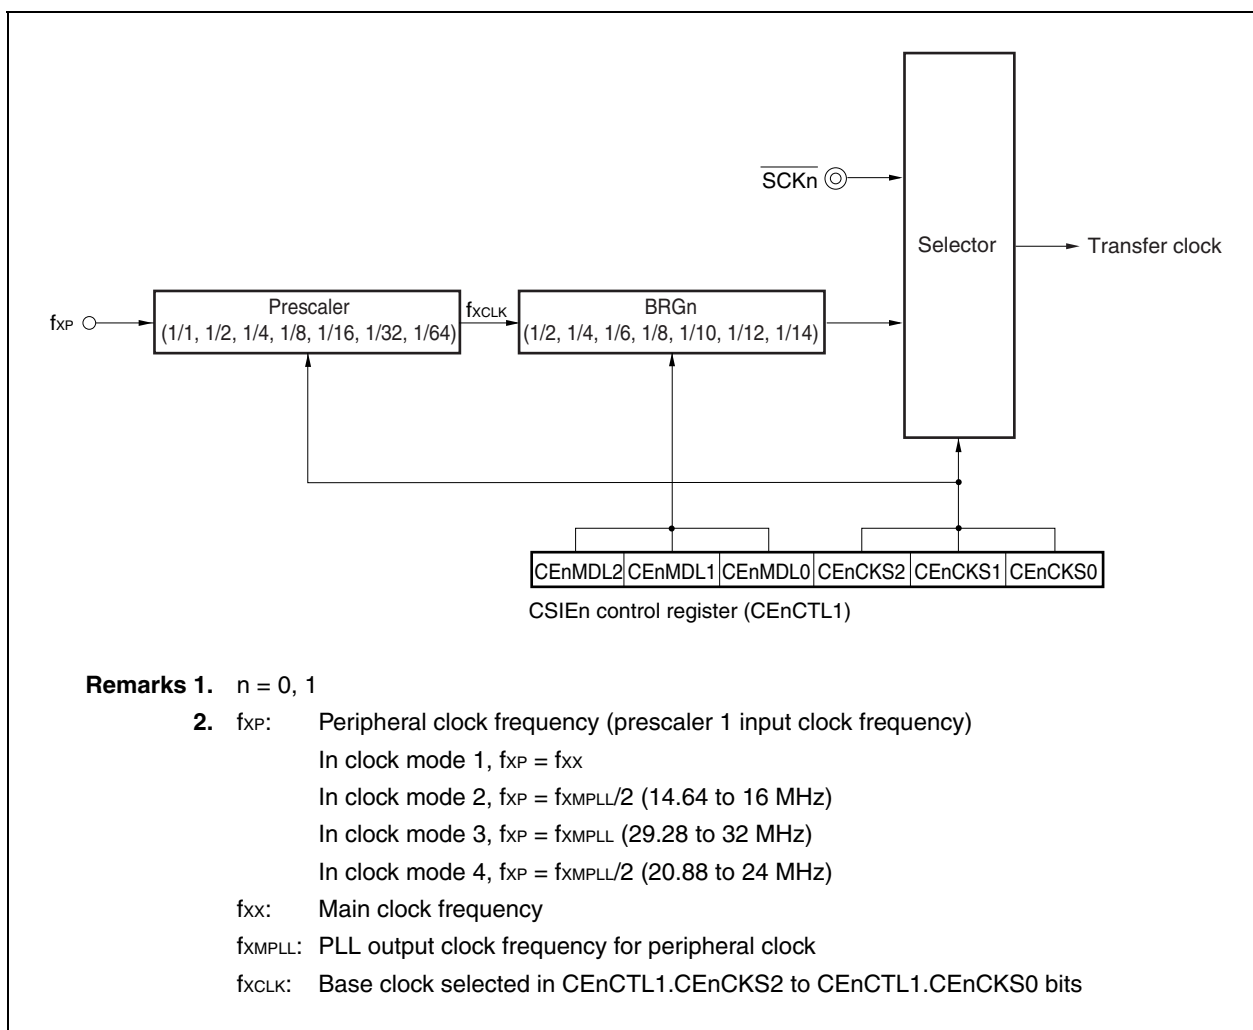 SCKn
Selector
Transfer clock
fXP
Prescaler
(1/1, 1/2, 1/4, 1/8, 1/16, 1/32, 1/64)
fXCLK
BRGn
(1/2, 1/4, 1/6, 1/8, 1/10, 1/12, 1/14)
CEnMDL2 CEnMDL1 CEnMDL0 CEnCKS2 CEnCKS1 CEnCKS0
CSIEn control register (CEnCTL1)
Remarks 1. n = 0, 1
2. fXP: Peripheral clock frequency (prescaler 1 input clock frequency)
In clock mode 1, fXP = fXX
In clock mode 2, fXP = fXMPLL/2 (14.64 to 16 MHz)
In clock mode 3, fXP = fXMPLL (29.28 to 32 MHz)
In clock mode 4, fXP = fXMPLL/2 (20.88 to 24 MHz)
fXX: Main clock frequency
fXMPLL: PLL output clock frequency for peripheral clock
fXCLK: Base clock selected in CEnCTL1.CEnCKS2 to CEnCTL1.CEnCKS0 bits